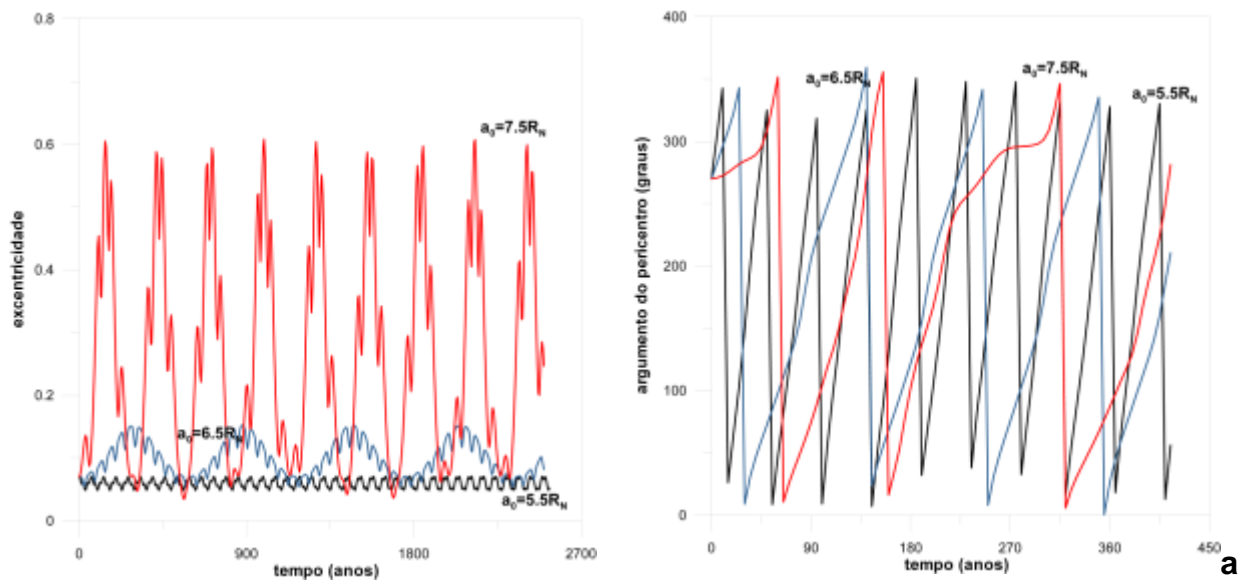 0.8
0.6
0.4
0.2
0
excentricidade
a₀=7.5R_N
a₀=6.5R_N
a₀=5.5R_N
0
900
1800
2700
tempo (anos)
400
300
200
100
0
argumento do pericentro (graus)
a₀=6.5R_N
a₀=7.5R_N
a₀=5.5R_N
0
90
180
270
360
450
tempo (anos)
a